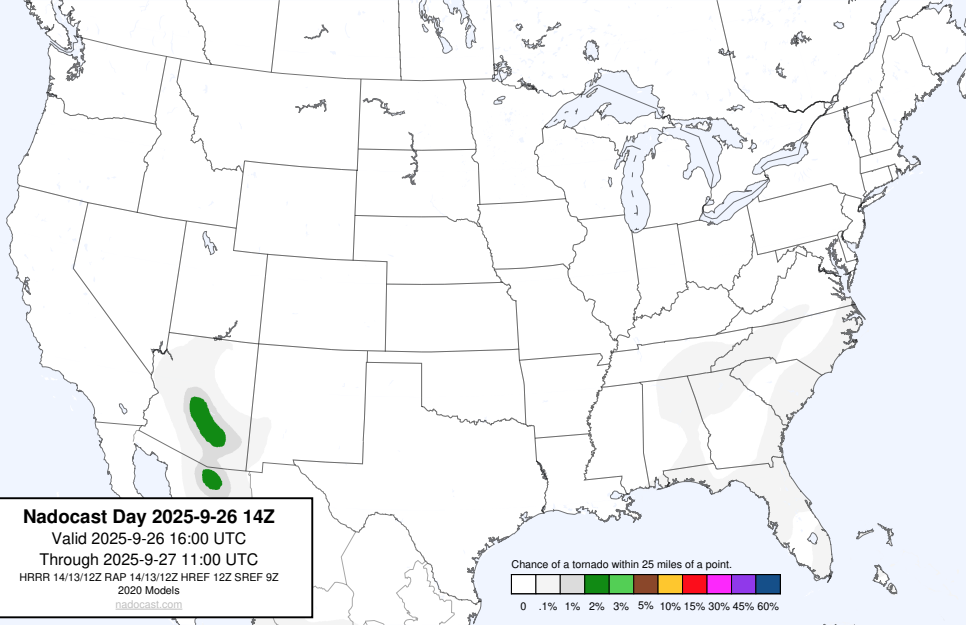 Nadocast Day 2025-9-26 14Z
Valid 2025-9-26 16:00 UTC
Through 2025-9-27 11:00 UTC
HRRR 14/13/12Z RAP 14/13/12Z HREF 12Z SREF 9Z
2020 Models
nadocast.com
Chance of a tornado within 25 miles of a point.
0 .1% 1% 2% 3% 5% 10% 15% 30% 45% 60%